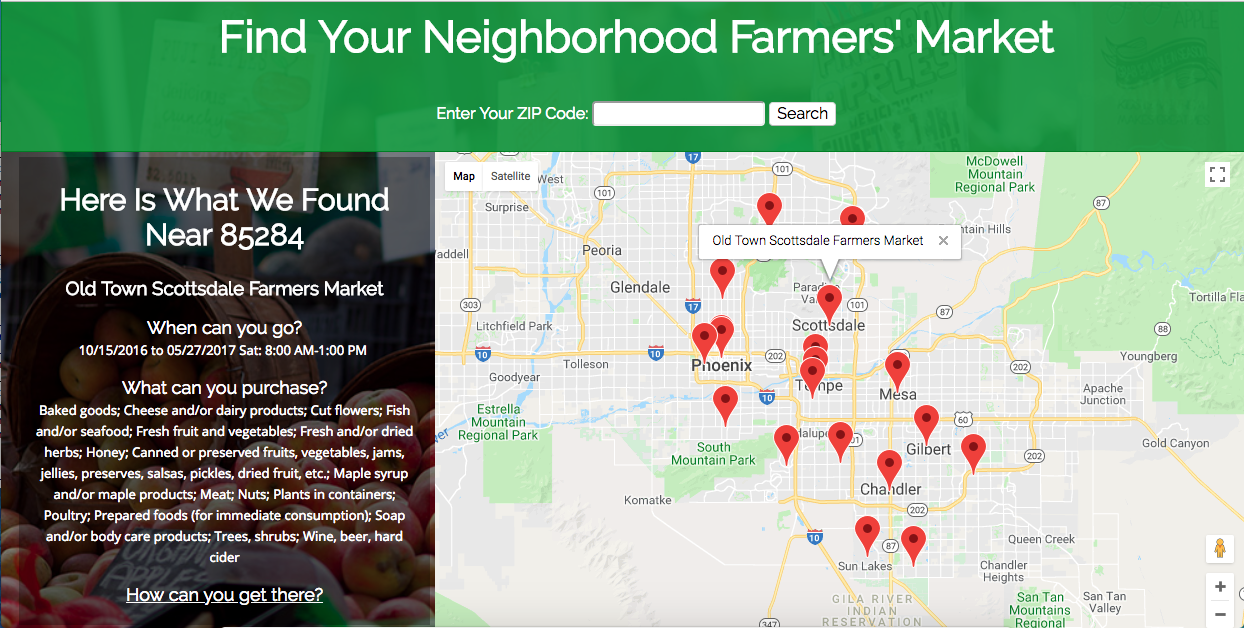 Find Your Neighborhood Farmers' Market
Enter Your ZIP Code:
Search
Here Is What We Found
Near 85284
Old Town Scottsdale Farmers Market
When can you go?
10/15/2016 to 05/27/2017 Sat: 8:00 AM-1:00 PM
What can you purchase?
Baked goods; Cheese and/or dairy products; Cut flowers; Fish
and/or seafood; Fresh fruit and vegetables; Fresh and/or dried
herbs; Honey; Canned or preserved fruits, vegetables, jams,
jellies, preserves, salsas, pickles, dried fruit, etc.; Maple syrup
and/or maple products; Meat; Nuts; Plants in containers;
Poultry; Prepared foods (for immediate consumption); Soap
and/or body care products; Trees, shrubs; Wine, beer, hard
cider
How can you get there?
Map
Satellite
West
17
101
McDowell
Mountain
Regional Park
101
Surprise
87
Peoria
Old Town Scottsdale Farmers Market
Glendale
Tortilla
303
17
101
87
Litchfield Park
Scottsdale
88
10
10
202
Phoenix
Tolleson
Goodyear
202
Youngberg
Mesa
10
Apache
Junction
Estrella
Mountain
Regional Park
60
South
Mountain Park
Gilbert
202
Gold Canyon
Chandler
Komatke
202
10
87
Queen Creek
Sun Lakes
Chandler
Heights
GILA RIVER
INDIAN
RESERVATION
San Tan
Mountains
Regional
San Tan
Valley
347
+
−